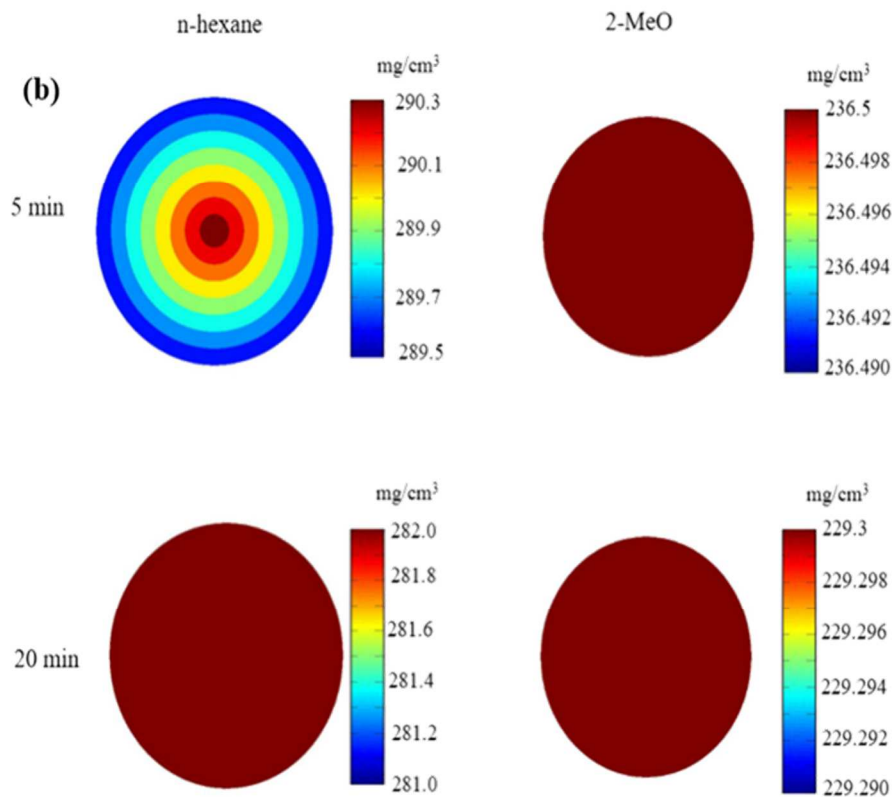 n-hexane
2-MeO
(b)
5 min
mg/cm³
290.3
290.1
289.9
289.7
289.5
mg/cm³
236.5
236.498
236.496
236.494
236.492
236.490
20 min
mg/cm³
282.0
281.8
281.6
281.4
281.2
281.0
mg/cm³
229.3
229.298
229.296
229.294
229.292
229.290